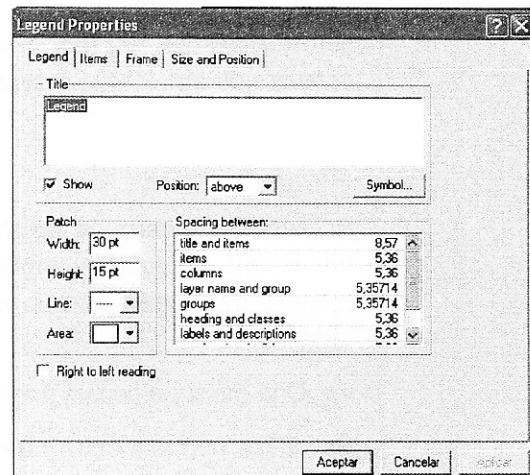 Legend Properties
Legend Items Frame Size and Position
Title
Legend
Show Position: above Symbol...
Patch
Width: 30 pt
Height: 15 pt
Line:
Area:
Spacing between:
title and items 8,57
items 5,36
columns 5,36
layer name and group 5,35714
groups 5,35714
heading and classes 5,36
labels and descriptions 5,36
Right to left reading
Aceptar Cancelar Aplicar